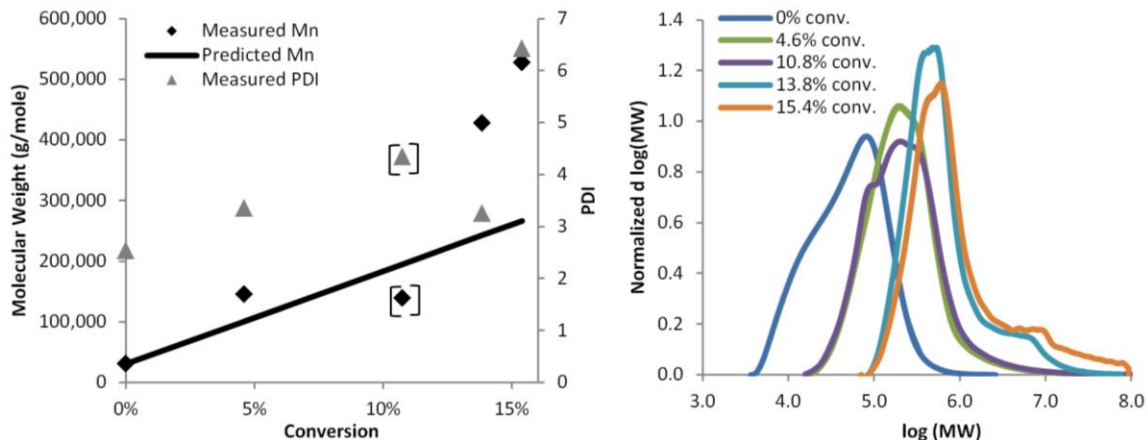 600,000
500,000
400,000
300,000
200,000
100,000
0
Molecular Weight (g/mole)
Measured Mn
Predicted Mn
Measured PDI
7
6
5
4
3
2
1
0
PDI
0%
5%
10%
15%
Conversion
1.4
1.2
1.0
0.8
0.6
0.4
0.2
0.0
Normalized d log(MW)
0% conv.
4.6% conv.
10.8% conv.
13.8% conv.
15.4% conv.
3.0
4.0
5.0
6.0
7.0
8.0
log (MW)